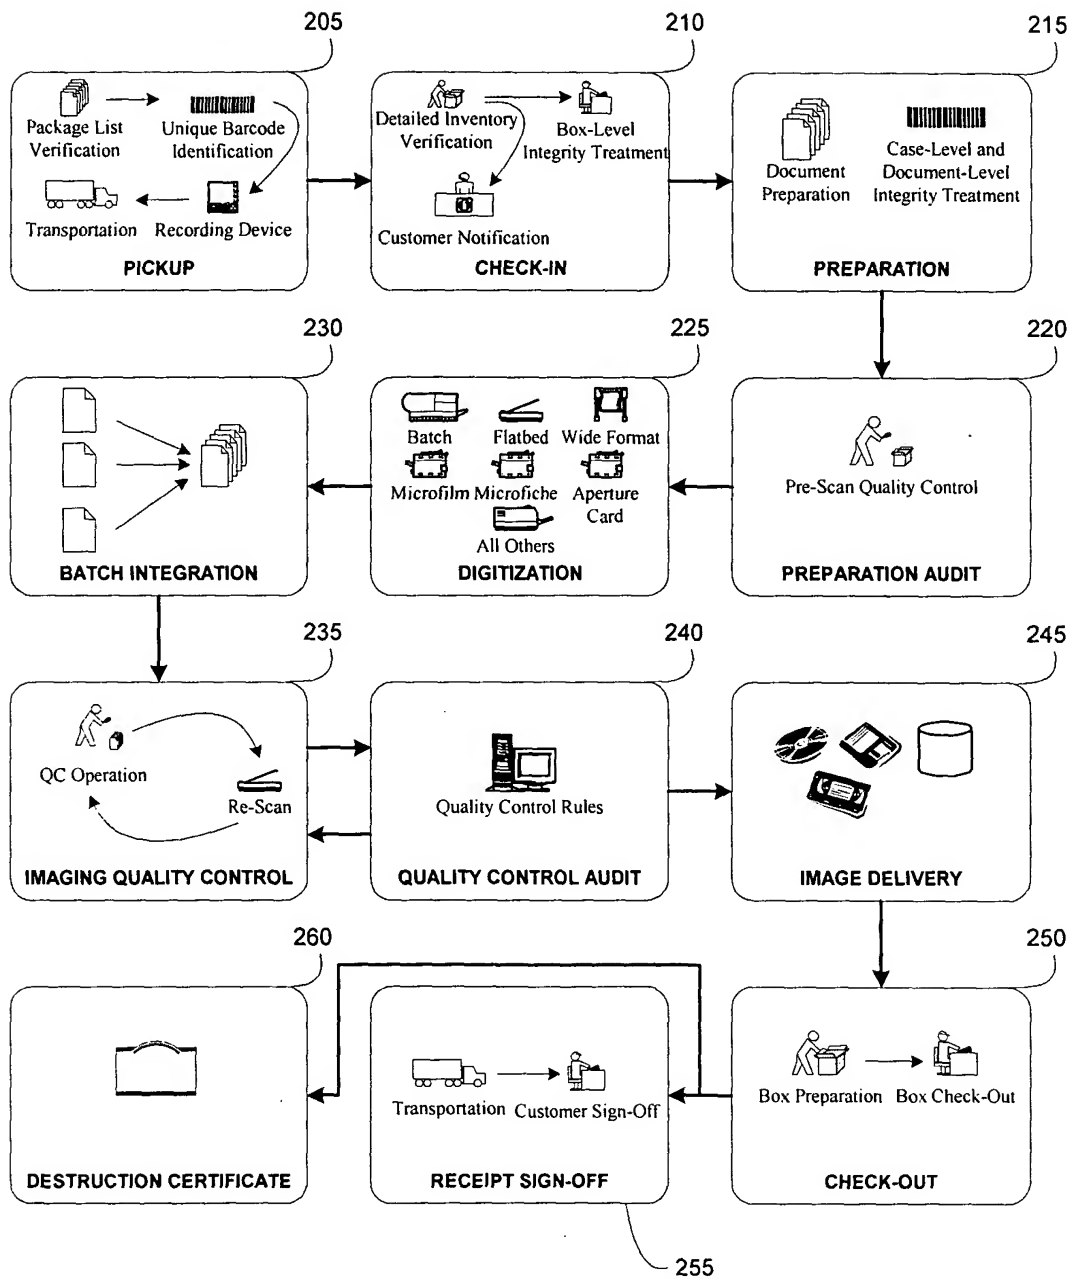 205
210
215
Package List
Verification
Unique Barcode
Identification
Transportation
Recording Device
PICKUP
Detailed Inventory
Verification
Box-Level
Integrity Treatment
Customer Notification
CHECK-IN
Document
Preparation
Case-Level and
Document-Level
Integrity Treatment
PREPARATION
230
225
220
BATCH INTEGRATION
Batch
Flatbed
Wide Format
Microfilm
Microfiche
Aperture
Card
All Others
DIGITIZATION
Pre-Scan Quality Control
PREPARATION AUDIT
235
240
245
QC Operation
Re-Scan
IMAGING QUALITY CONTROL
Quality Control Rules
QUALITY CONTROL AUDIT
IMAGE DELIVERY
260
250
DESTRUCTION CERTIFICATE
Transportation
Customer Sign-Off
RECEIPT SIGN-OFF
Box Preparation
Box Check-Out
CHECK-OUT
255